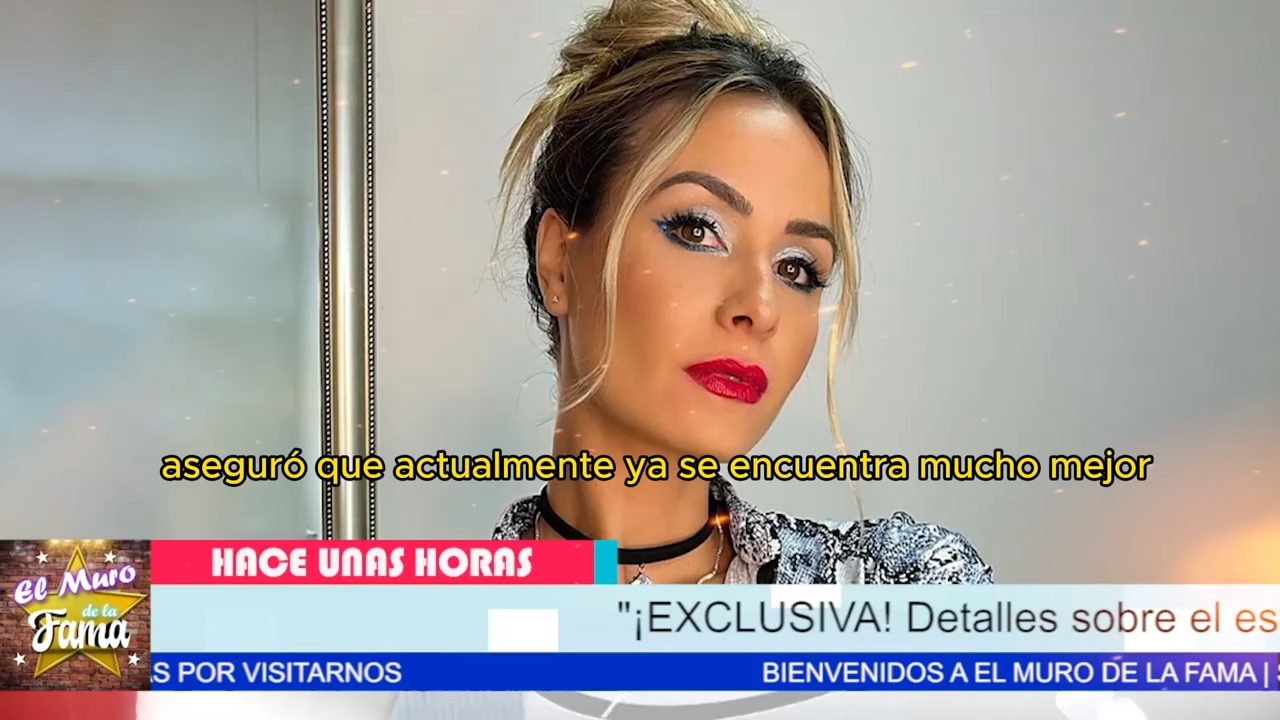 aseguró que actualmente ya se encuentra mucho mejor
HACE UNAS HORAS
El Muro
de la
Fama
"¡EXCLUSIVA! Detalles sobre el es
S POR VISITARNOS
BIENVENIDOS A EL MURO DE LA FAMA |